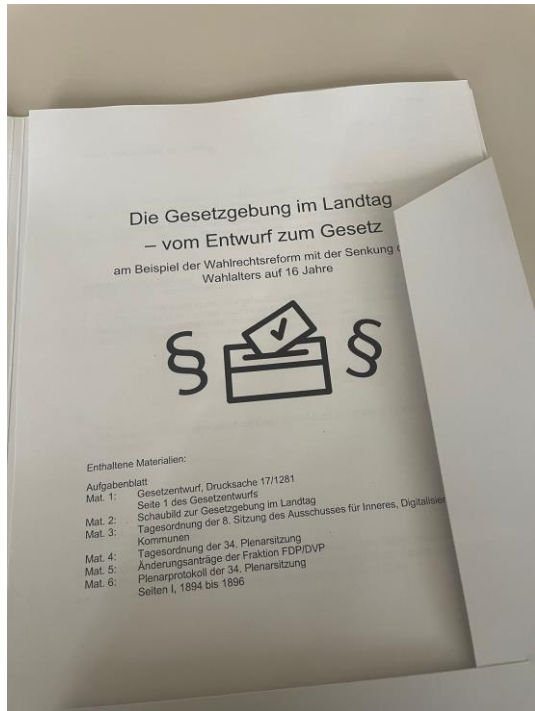 Die Gesetzgebung im Landtag
– vom Entwurf zum Gesetz
am Beispiel der Wahlrechtsreform mit der Senkung
Wahlalters auf 16 Jahre
§ §
Enthaltene Materialien:
Aufgabenblatt
Mat. 1: Gesetzentwurf, Drucksache 17/1281
Seite 1 des Gesetzentwurfs
Mat. 2: Schaubild zur Gesetzgebung im Landtag
Mat. 3: Tagesordnung der 8. Sitzung des Ausschusses für Inneres,
Kommunen
Mat. 4: Tagesordnung der 34. Plenarsitzung
Mat. 5: Änderungsanträge der Fraktion FDP/DVP
Mat. 6: Plenarprotokoll der 34. Plenarsitzung
Seiten I, 1894 bis 1896